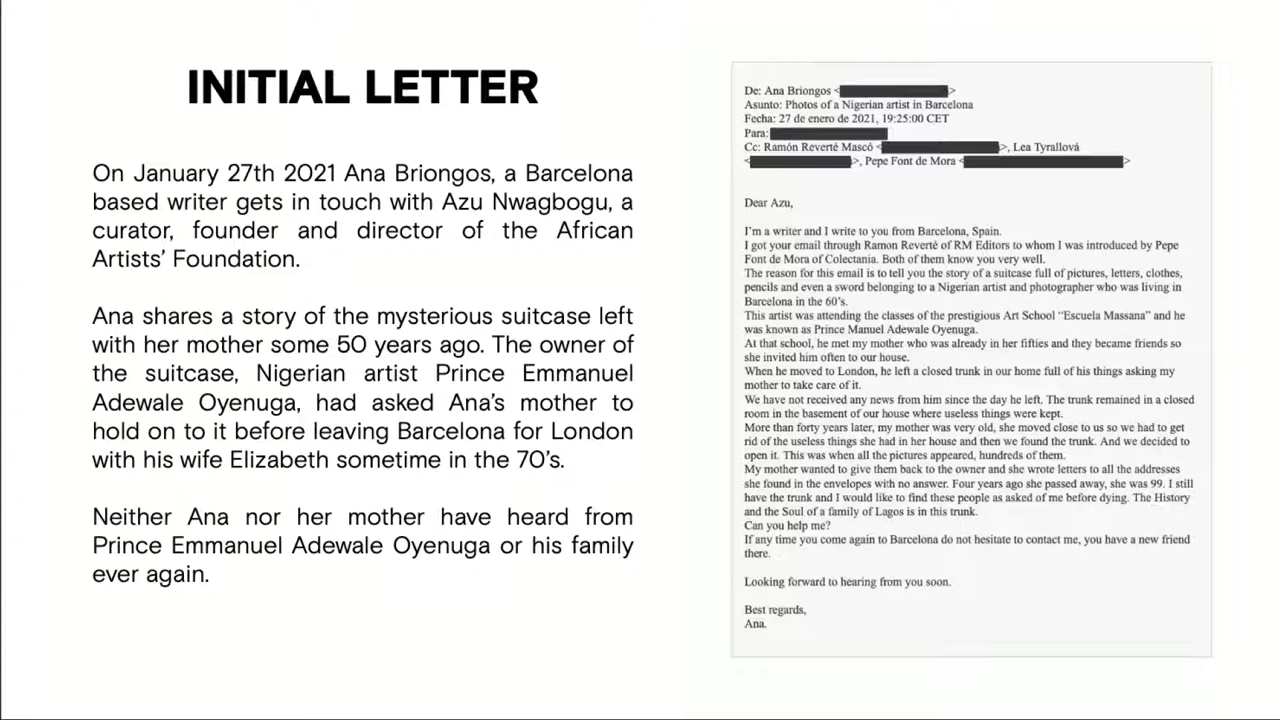 INITIAL LETTER
On January 27th 2021 Ana Briongos, a Barcelona
based writer gets in touch with Azu Nwagbogu, a
curator, founder and director of the African
Artists’ Foundation.
Ana shares a story of the mysterious suitcase left
with her mother some 50 years ago. The owner of
the suitcase, Nigerian artist Prince Emmanuel
Adewale Oyenuga, had asked Ana’s mother to
hold on to it before leaving Barcelona for London
with his wife Elizabeth sometime in the 70’s.
Neither Ana nor her mother have heard from
Prince Emmanuel Adewale Oyenuga or his family
ever again.
De: Ana Briongos < >
Asunto: Photos of a Nigerian artist in Barcelona
Fecha: 27 de enero de 2021, 19:25:00 CET
Para:
Cc: Ramón Reverté Mascó < >, Lea Tyrallová
< >, Pepe Font de Mora < >
Dear Azu,
I’m a writer and I write to you from Barcelona, Spain.
I got your email through Ramon Reverté of RM Editors to whom I was introduced by Pepe
Font de Mora of Colectania. Both of them know you very well.
The reason for this email is to tell you the story of a suitcase full of pictures, letters, clothes,
pencils and even a sword belonging to a Nigerian artist and photographer who was living in
Barcelona in the 60’s.
This artist was attending the classes of the prestigious Art School “Escuela Massana” and he
was known as Prince Manuel Adewale Oyenuga.
At that school, he met my mother who was already in her fifties and they became friends so
she invited him often to our house.
When he moved to London, he left a closed trunk in our home full of his things asking my
mother to take care of it.
We have not received any news from him since the day he left. The trunk remained in a closed
room in the basement of our house where useless things were kept.
More than forty years later, my mother was very old, she moved close to us so we had to get
rid of the useless things she had in her house and then we found the trunk. And we decided to
open it. This was when all the pictures appeared, hundreds of them.
My mother wanted to give them back to the owner and she wrote letters to all the addresses
she found in the envelopes with no answer. Four years ago she passed away, she was 99. I still
have the trunk and I would like to find these people as asked of me before dying. The History
and the Soul of a family of Lagos is in this trunk.
Can you help me?
If any time you come again to Barcelona do not hesitate to contact me, you have a new friend
there.
Looking forward to hearing from you soon.
Best regards,
Ana.